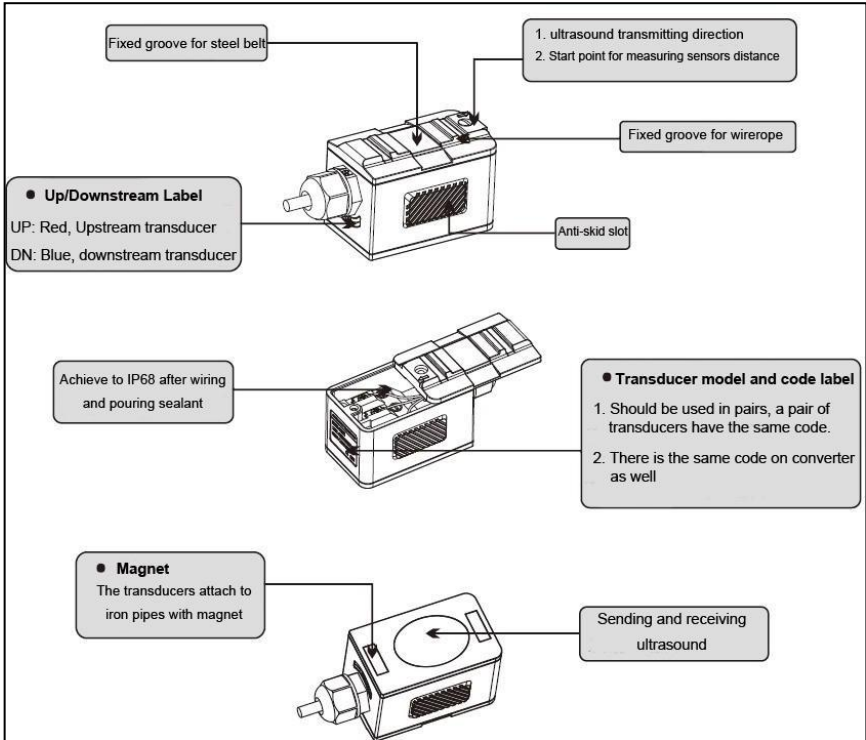 Fixed groove for steel belt
1. ultrasound transmitting direction
2. Start point for measuring sensors distance
Fixed groove for wirerope
● Up/Downstream Label
UP: Red, Upstream transducer
DN: Blue, downstream transducer
Anti-skid slot
Achieve to IP68 after wiring
and pouring sealant
● Transducer model and code label
1. Should be used in pairs, a pair of
transducers have the same code.
2. There is the same code on converter
as well
● Magnet
The transducers attach to
iron pipes with magnet
Sending and receiving
ultrasound